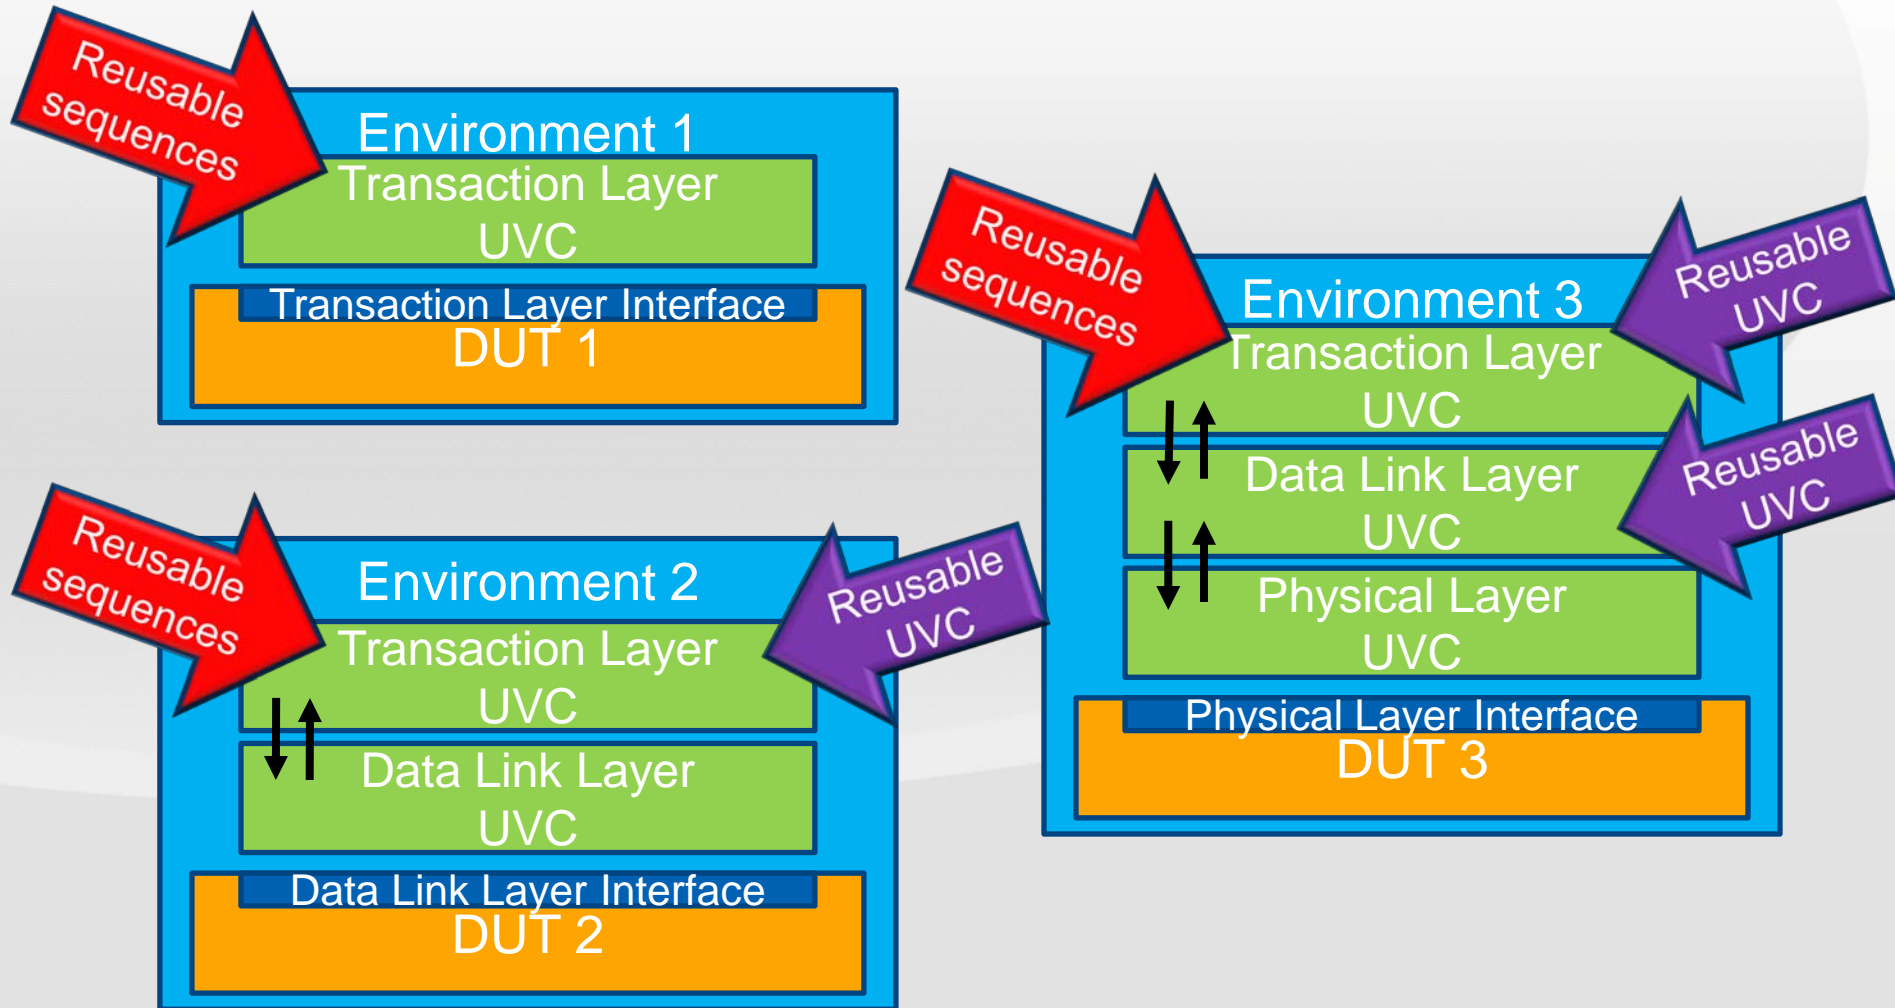 Reusable
sequences
Environment 1
Transaction Layer
UVC
Transaction Layer Interface
DUT 1
Reusable
sequences
Environment 2
Reusable
UVC
Transaction Layer
UVC
Data Link Layer
UVC
Data Link Layer Interface
DUT 2
Reusable
sequences
Environment 3
Reusable
UVC
Transaction Layer
UVC
Reusable
UVC
Data Link Layer
UVC
Physical Layer
UVC
Physical Layer Interface
DUT 3